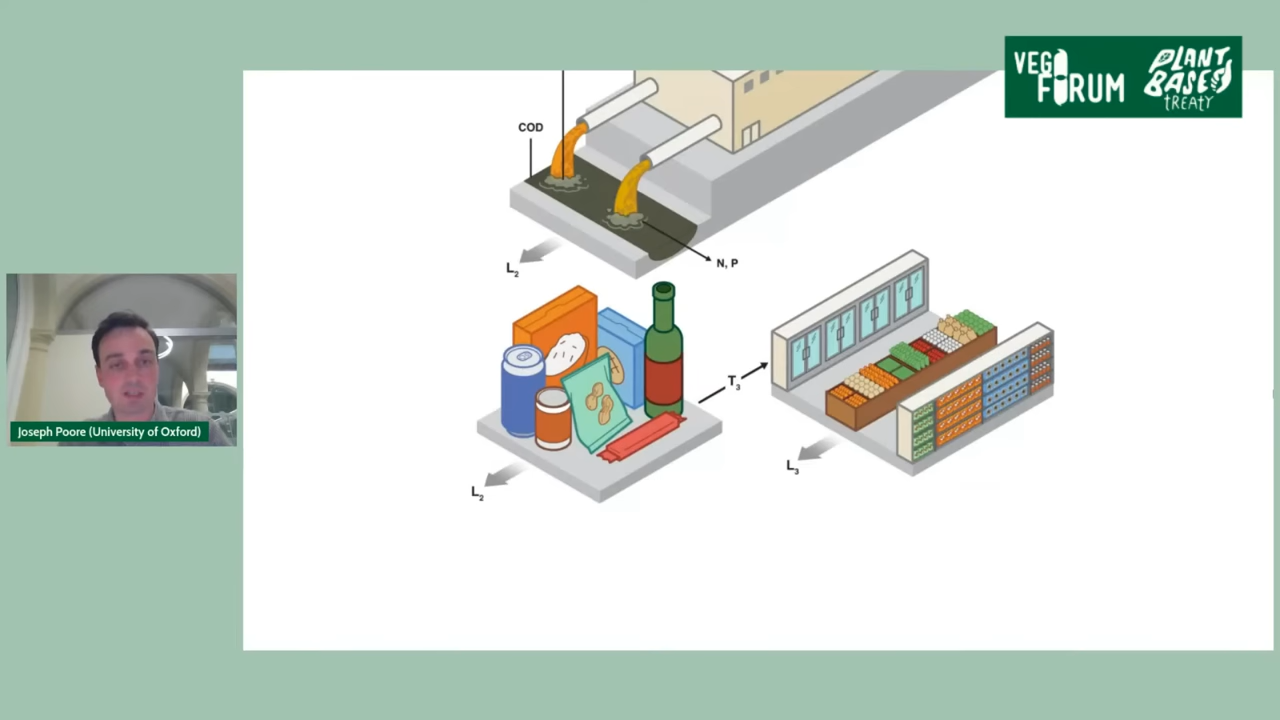 VEG
FORUM
PLANT
BASED
TREATY
COD
N, P
L2
T3
L3
L2
Joseph Poore (University of Oxford)